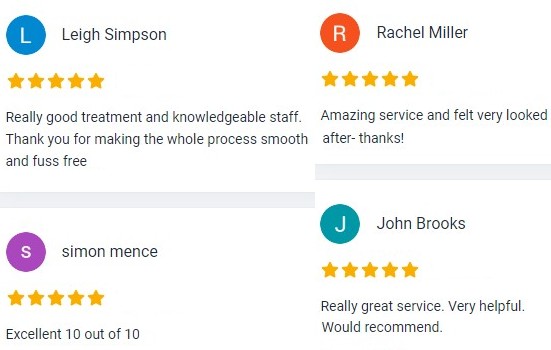 L Leigh Simpson
Really good treatment and knowledgeable staff.
Thank you for making the whole process smooth
and fuss free
s simon mence
Excellent 10 out of 10
R Rachel Miller
Amazing service and felt very looked
after- thanks!
J John Brooks
Really great service. Very helpful.
Would recommend.